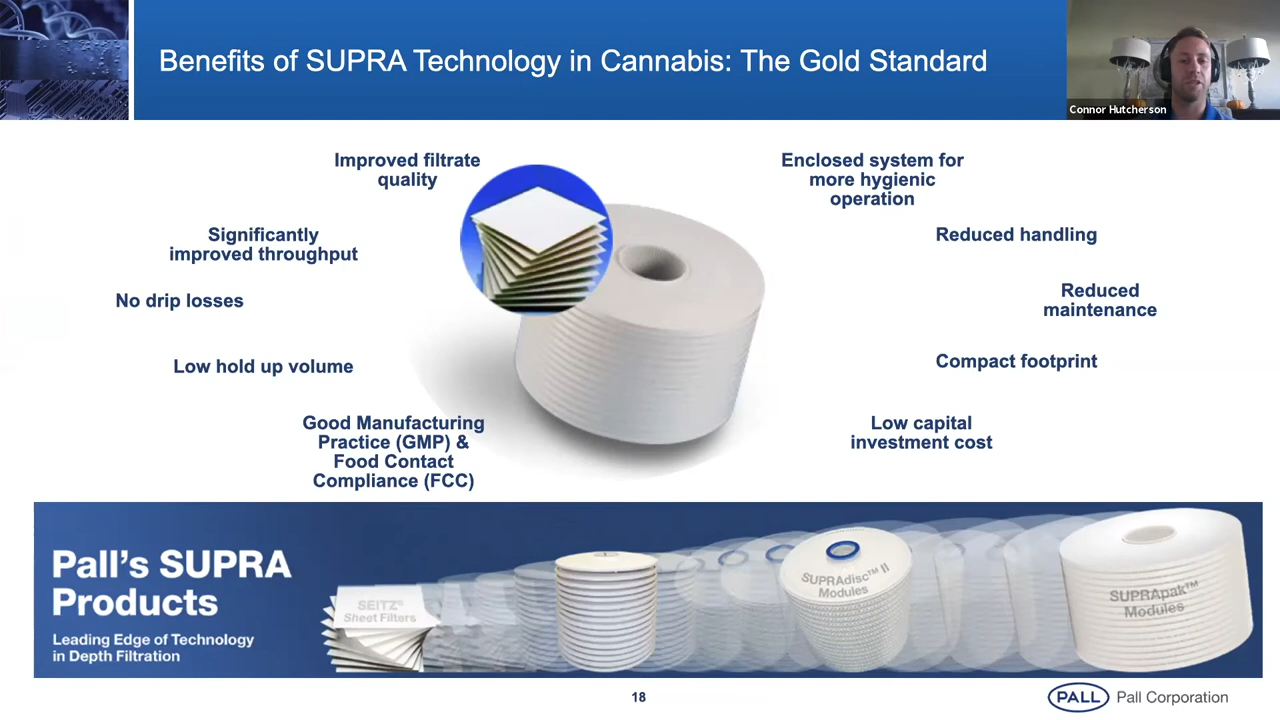 Benefits of SUPRA Technology in Cannabis: The Gold Standard
Connor Hutcherson
Improved filtrate
quality
Significantly
improved throughput
No drip losses
Low hold up volume
Good Manufacturing
Practice (GMP) &
Food Contact
Compliance (FCC)
Enclosed system for
more hygienic
operation
Reduced handling
Reduced
maintenance
Compact footprint
Low capital
investment cost
Pall's SUPRA
Products
Leading Edge of Technology
in Depth Filtration
SEITZ®
Sheet Filters
SUPRAdisc™ II
Modules
SUPRApak™
Modules
18
PALL
Pall Corporation